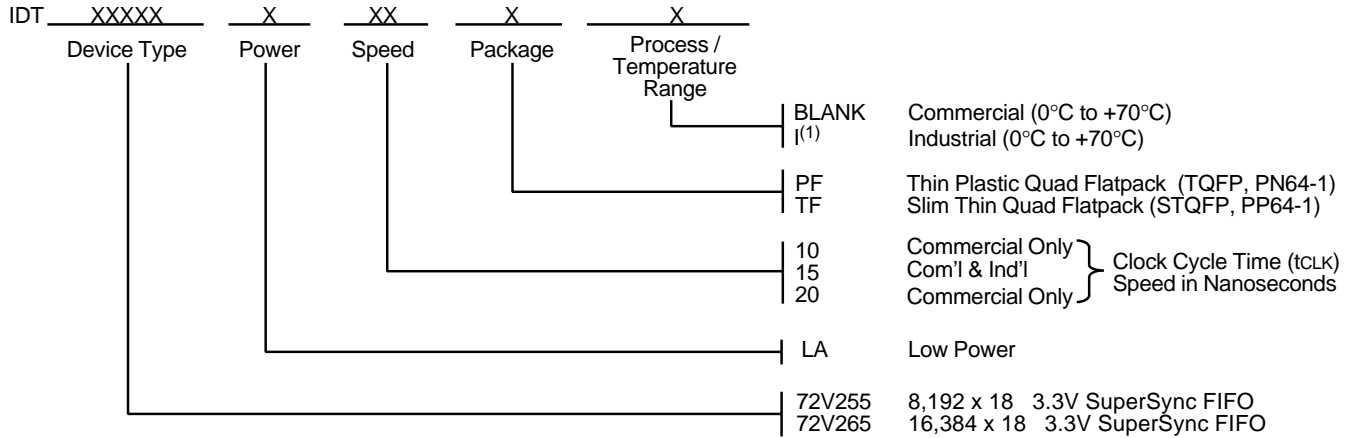 IDT XXXXX X XX X X
Device Type Power Speed Package Process /
Temperature
Range
BLANK Commercial (0°C to +70°C)
I(1) Industrial (0°C to +70°C)
PF Thin Plastic Quad Flatpack (TQFP, PN64-1)
TF Slim Thin Quad Flatpack (STQFP, PP64-1)
10 Commercial Only
15 Com'l & Ind'l
20 Commercial Only
Clock Cycle Time (tCLK)
Speed in Nanoseconds
LA Low Power
72V255 8,192 x 18 3.3V SuperSync FIFO
72V265 16,384 x 18 3.3V SuperSync FIFO